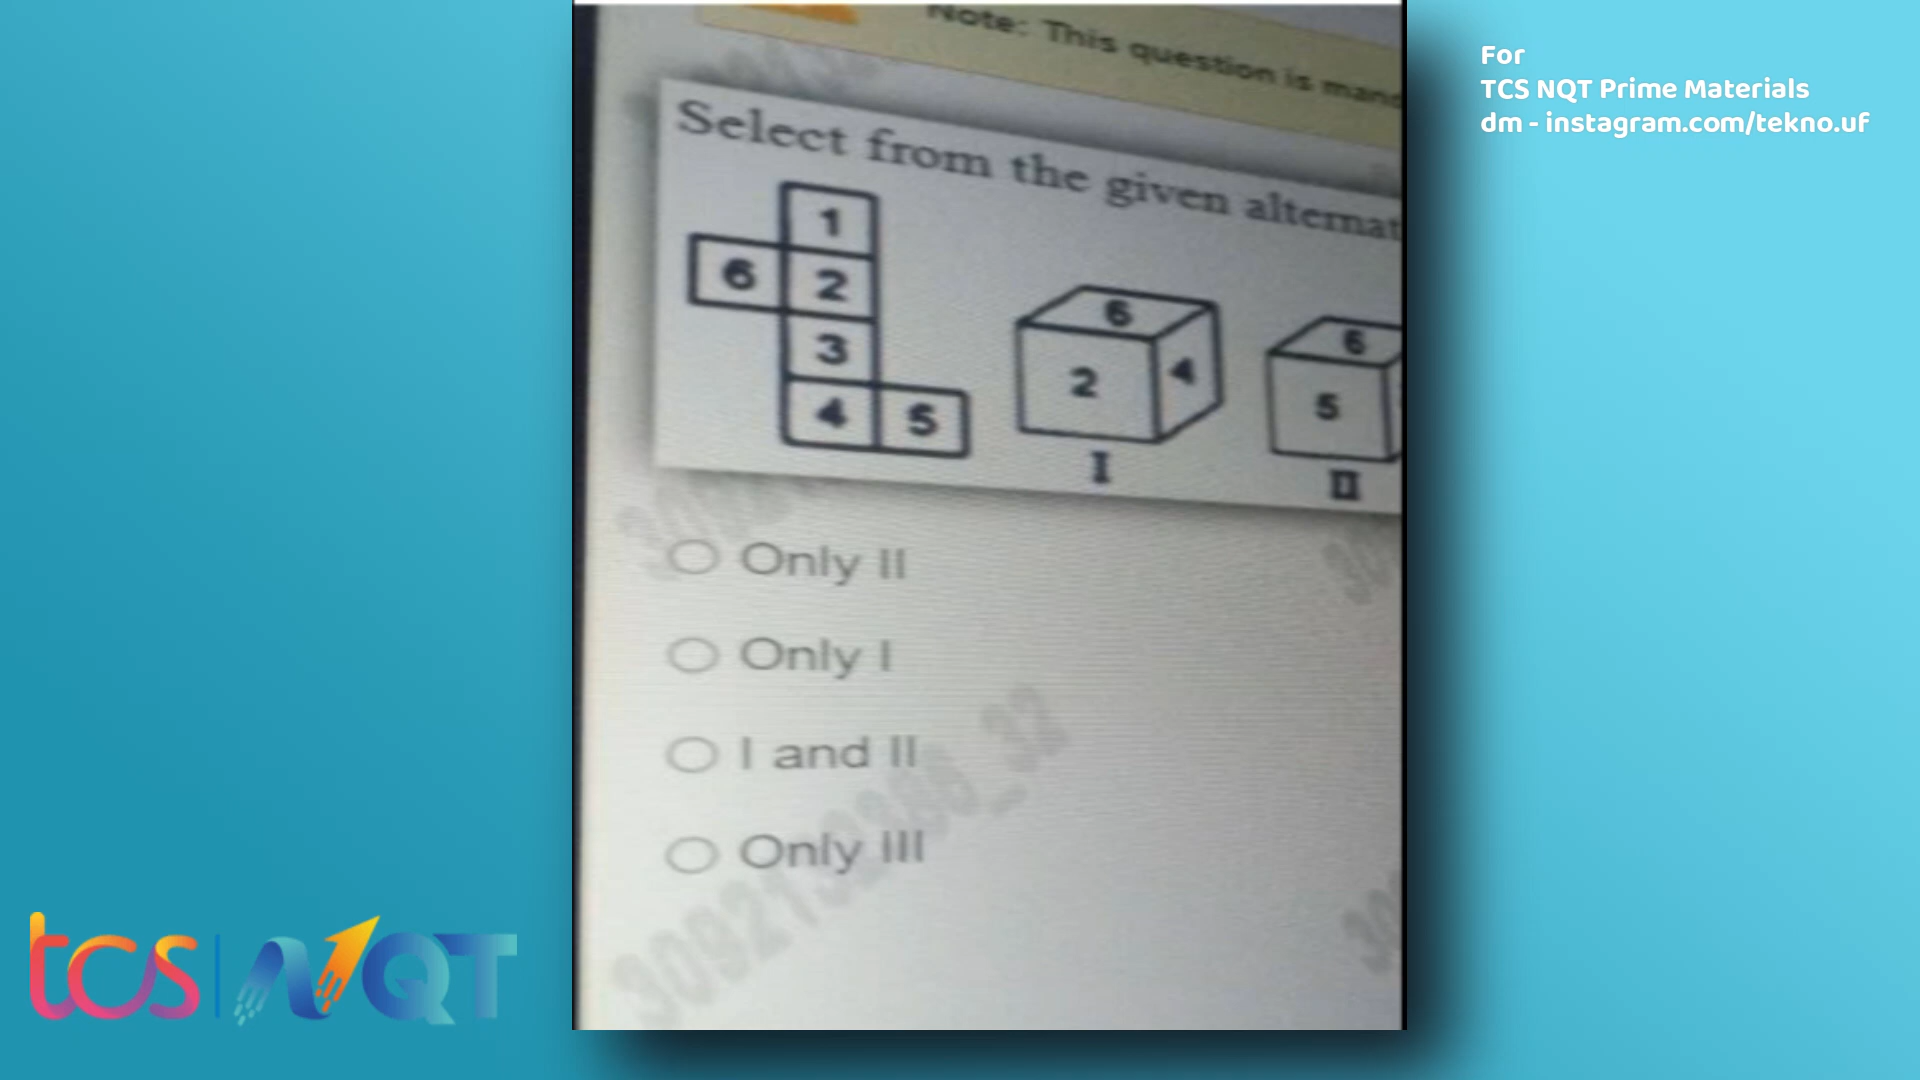 For
TCS NQT Prime Materials
dm - instagram.com/tekno.uf
Note: This question is
Select from the given
1
6 2
3
4 5
6
2 4
I
6
5
II
Only II
Only I
I and II
Only III
tcs NQT